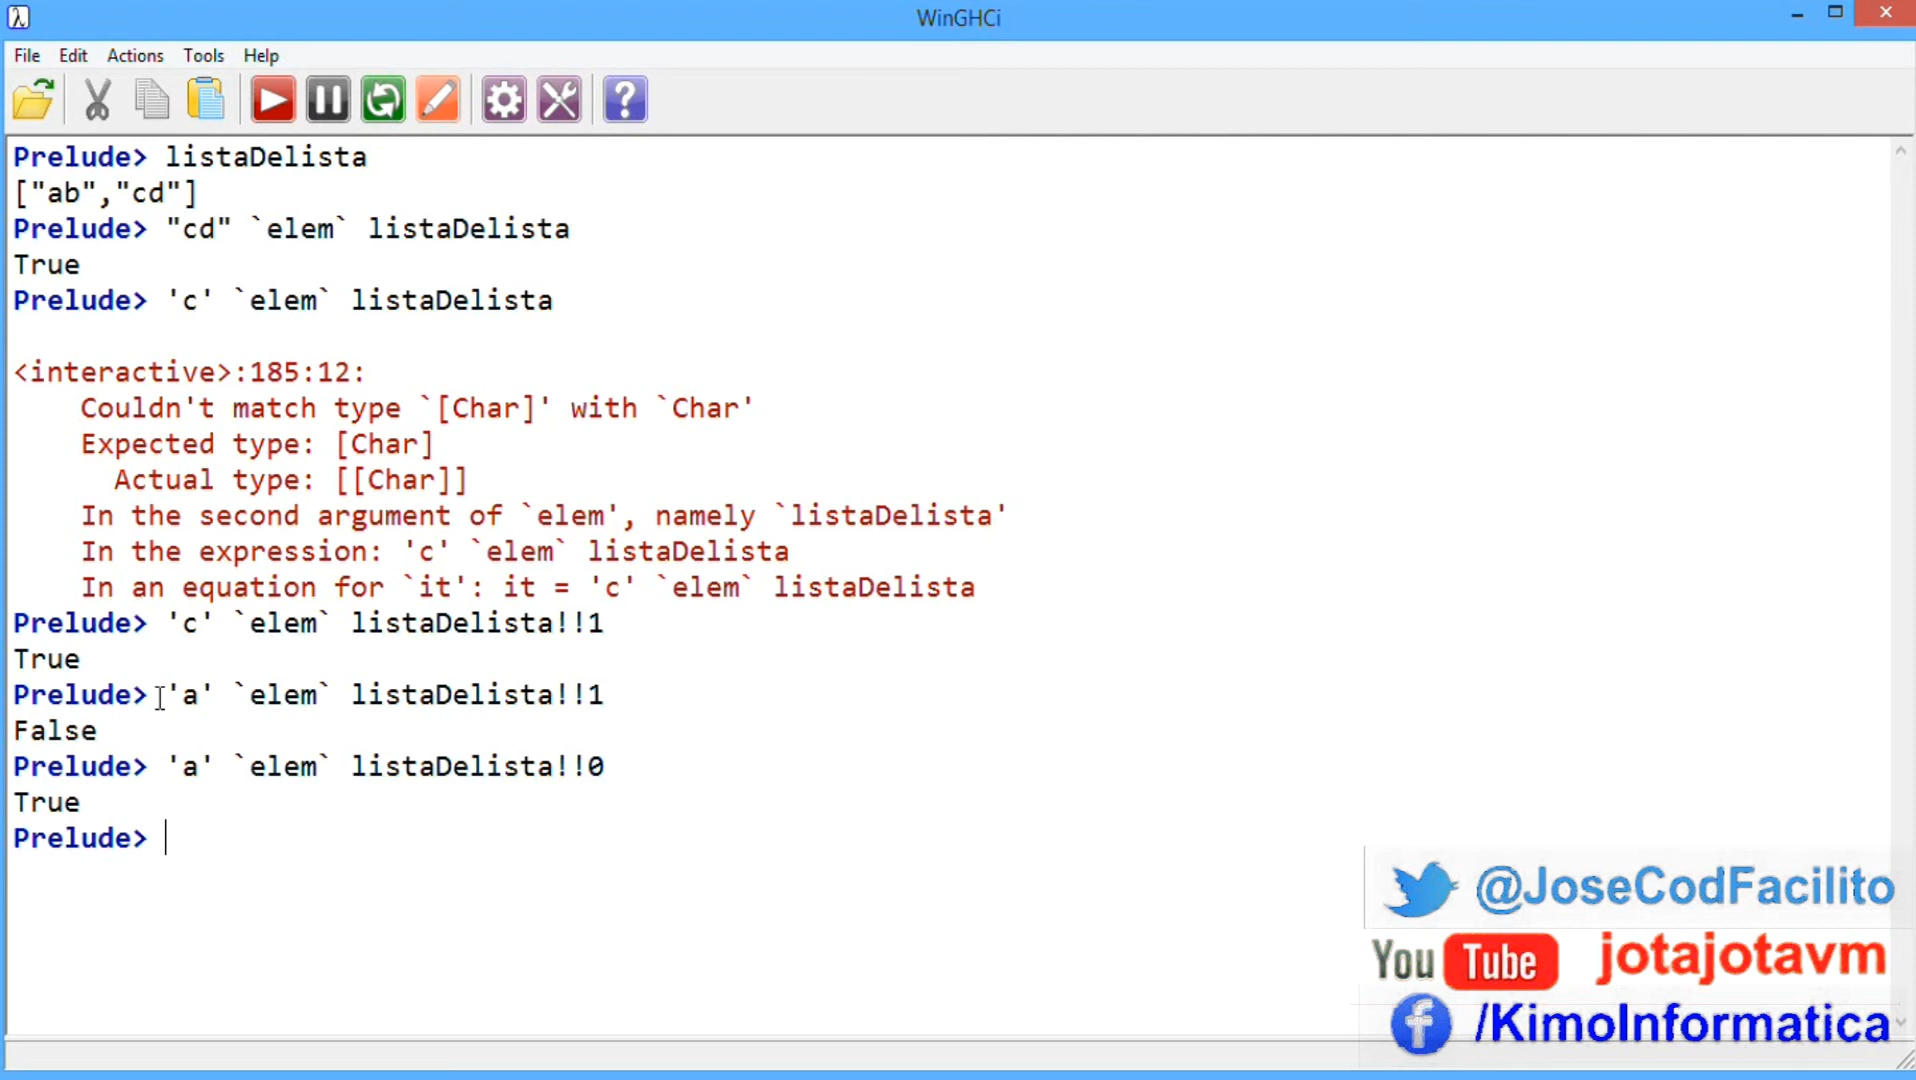 WinGHCi
File Edit Actions Tools Help
Prelude> listaDelista
["ab","cd"]
Prelude> "cd" `elem` listaDelista
True
Prelude> 'c' `elem` listaDelista
<interactive>:185:12:
    Couldn't match type `[Char]' with `Char'
    Expected type: [Char]
      Actual type: [[Char]]
    In the second argument of `elem', namely `listaDelista'
    In the expression: 'c' `elem` listaDelista
    In an equation for `it': it = 'c' `elem` listaDelista
Prelude> 'c' `elem` listaDelista!!1
True
Prelude> 'a' `elem` listaDelista!!1
False
Prelude> 'a' `elem` listaDelista!!0
True
Prelude>
@JoseCodFacilito
YouTube jotajotavm
f /KimoInformatica